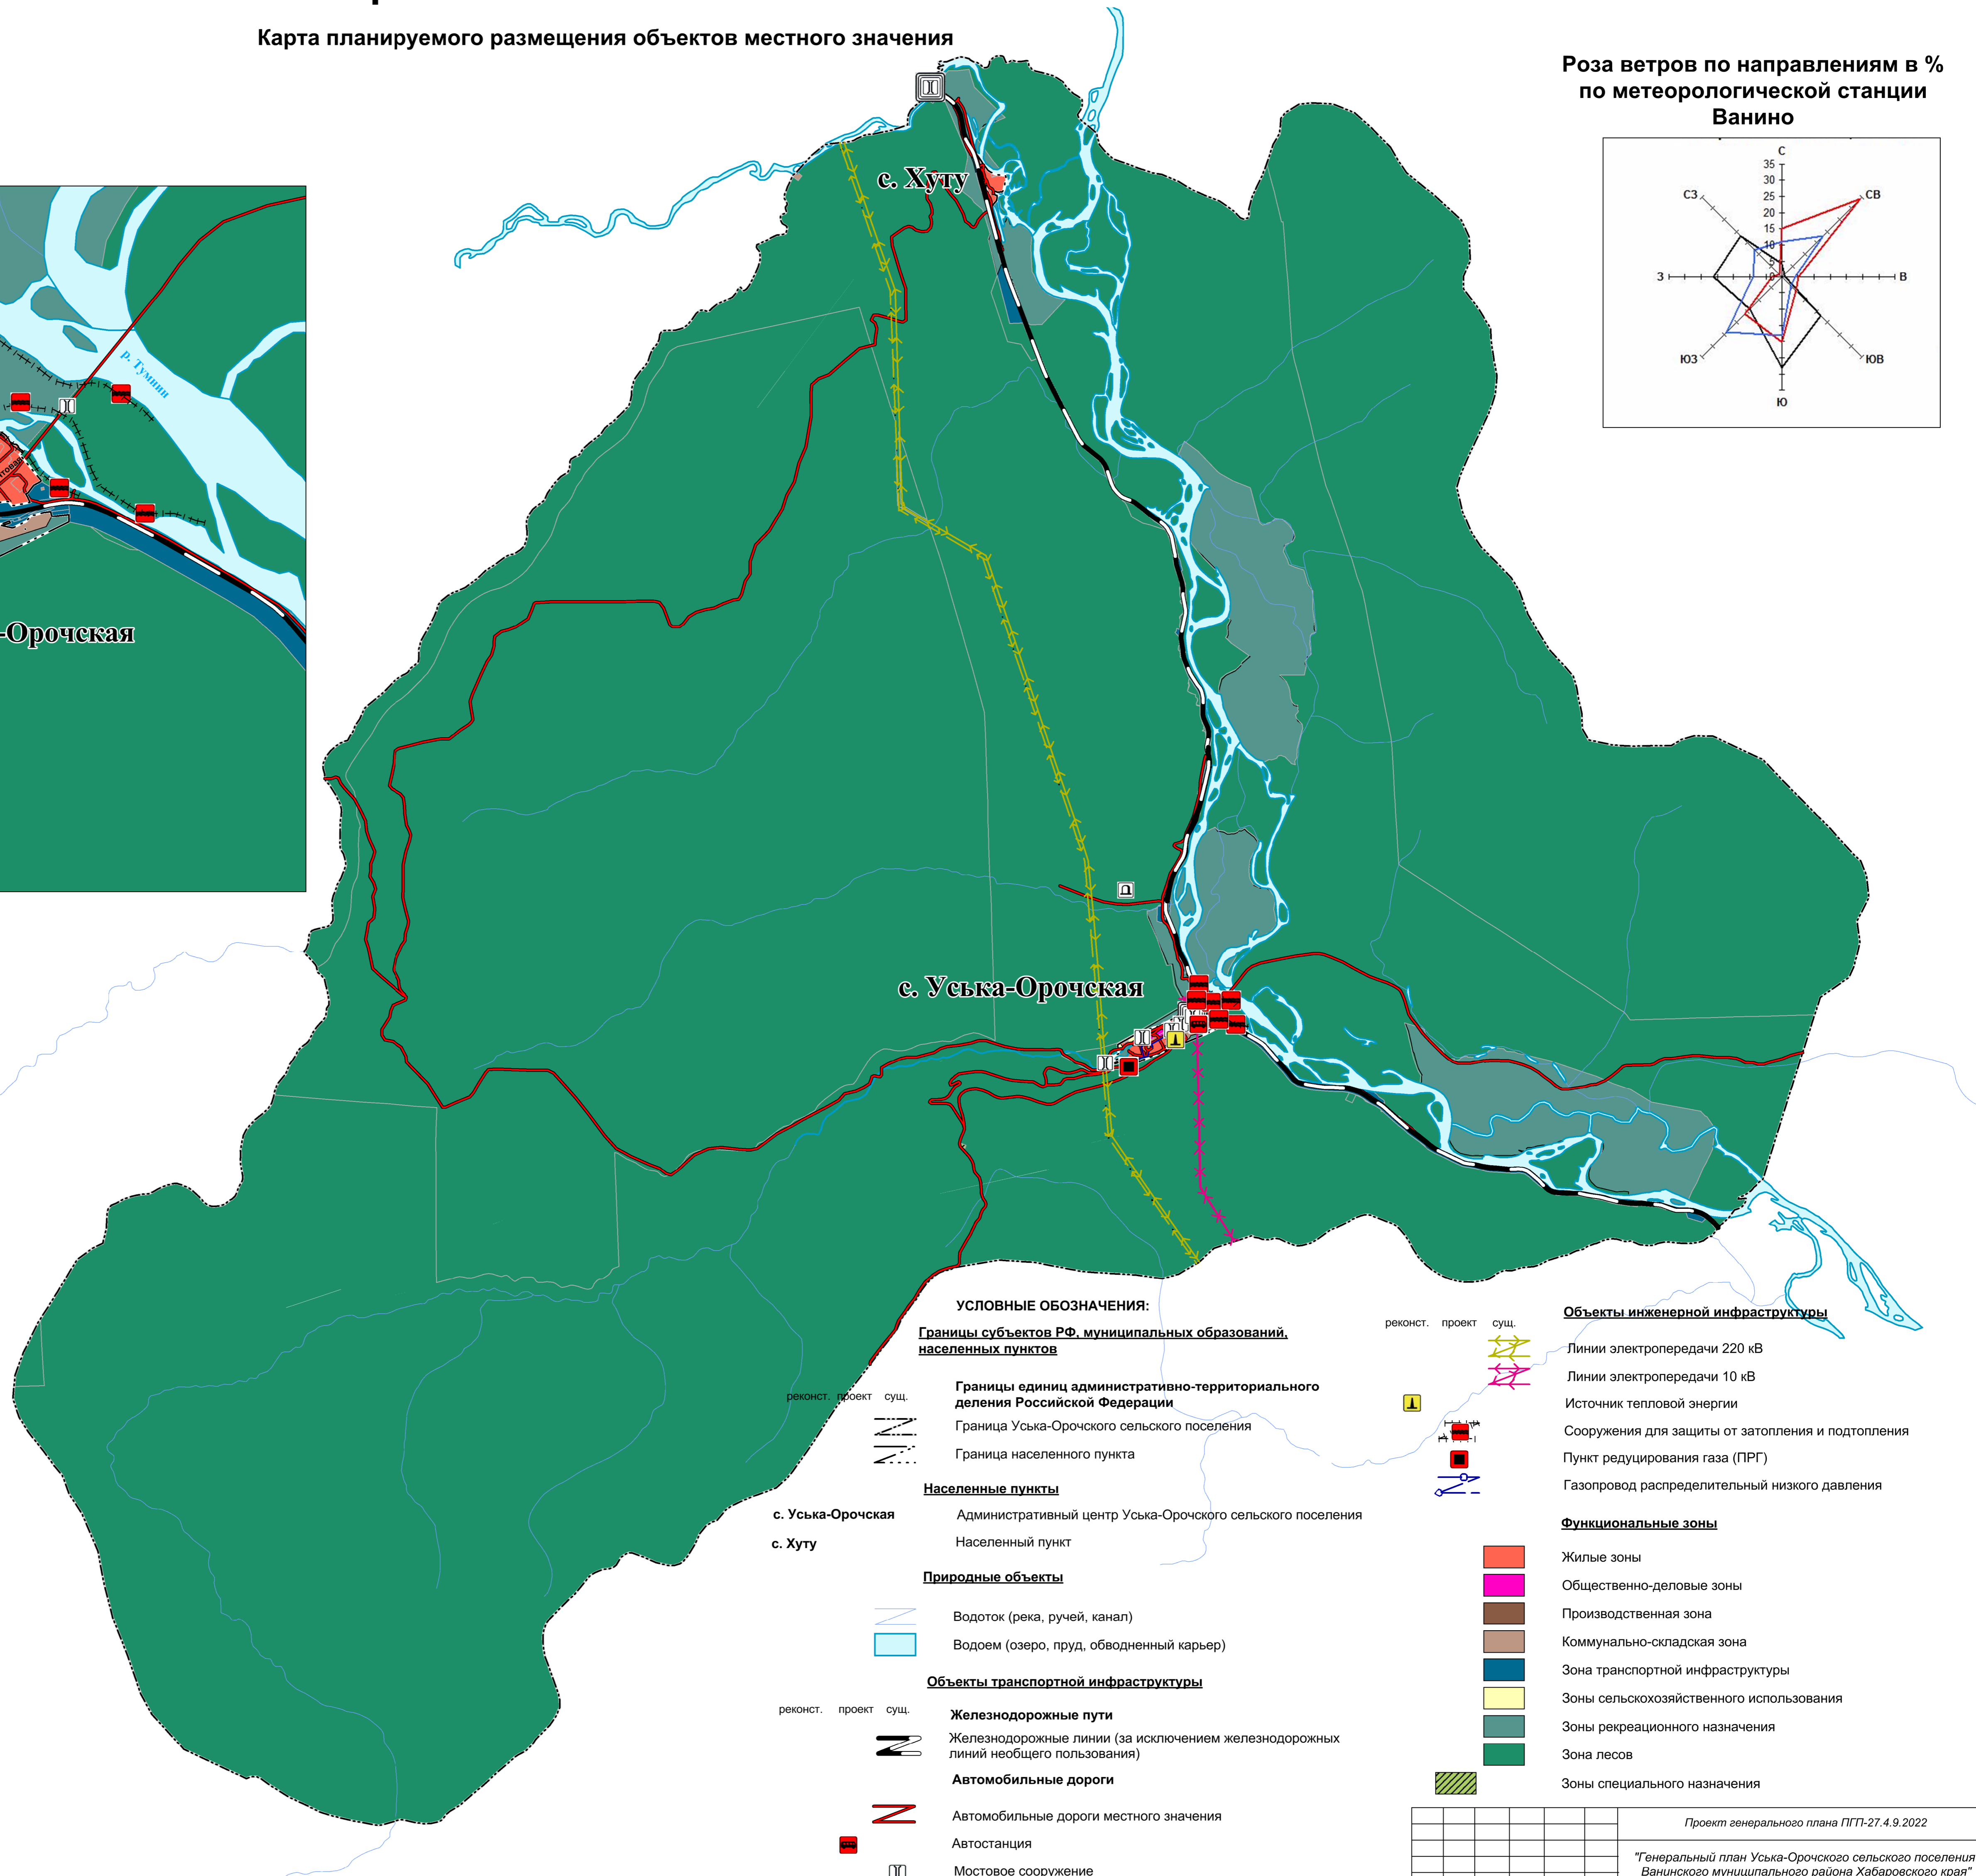 Карта планируемого размещения объектов местного значения
Роза ветров по направлениям в %
по метеорологической станции
Ванино
С
35
30
25
20
15
10
5
0
СЗ
СВ
З
В
ЮЗ
ЮВ
Ю
с. Хуту
р. Тумнин
-Орочская
с. Уська-Орочская
УСЛОВНЫЕ ОБОЗНАЧЕНИЯ:
Границы субъектов РФ, муниципальных образований,
населенных пунктов
реконст. проект сущ.
Границы единиц административно-территориального
деления Российской Федерации
Граница Уська-Орочского сельского поселения
Граница населенного пункта
Населенные пункты
с. Уська-Орочская Административный центр Уська-Орочского сельского поселения
с. Хуту Населенный пункт
Природные объекты
Водоток (река, ручей, канал)
Водоем (озеро, пруд, обводненный карьер)
Объекты транспортной инфраструктуры
реконст. проект сущ.
Железнодорожные пути
Железнодорожные линии (за исключением железнодорожных
линий необщего пользования)
Автомобильные дороги
Автомобильные дороги местного значения
Автостанция
Мостовое сооружение
Объекты инженерной инфраструктуры
реконст. проект сущ.
Линии электропередачи 220 кВ
Линии электропередачи 10 кВ
Источник тепловой энергии
Сооружения для защиты от затопления и подтопления
Пункт редуцирования газа (ПРГ)
Газопровод распределительный низкого давления
Функциональные зоны
Жилые зоны
Общественно-деловые зоны
Производственная зона
Коммунально-складская зона
Зона транспортной инфраструктуры
Зоны сельскохозяйственного использования
Зоны рекреационного назначения
Зона лесов
Зоны специального назначения
Проект генерального плана ПГП-27.4.9.2022
"Генеральный план Уська-Орочского сельского поселения
Ванинского муниципального района Хабаровского края"